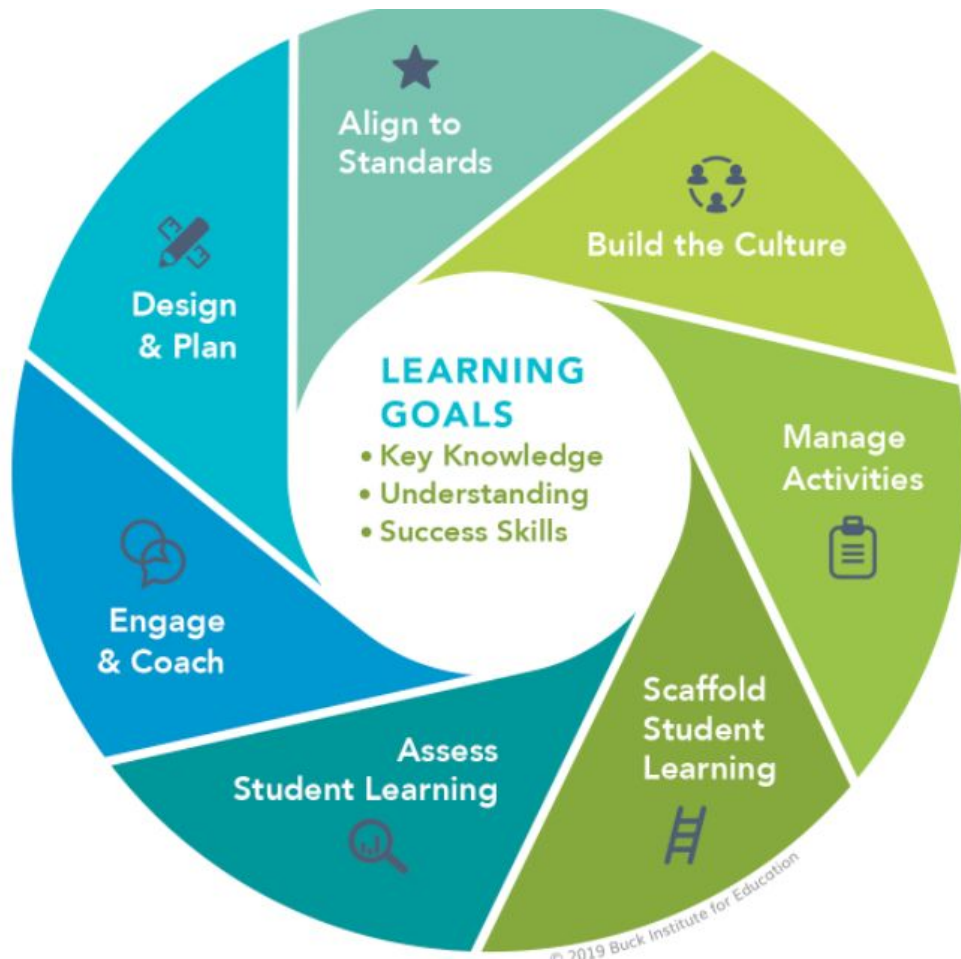 Align to
Standards
Build the Culture
Manage
Activities
Scaffold
Student
Learning
Assess
Student Learning
Engage
& Coach
Design
& Plan
LEARNING
GOALS
• Key Knowledge
• Understanding
• Success Skills
© 2019 Buck Institute for Education